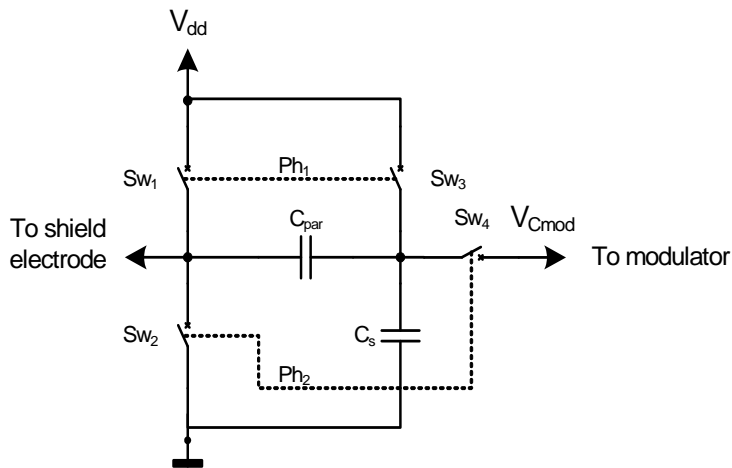 Vdd
Sw1
Ph1
Sw3
Cpar
Sw4
VCmod
To shield
electrode
To modulator
Sw2
Cs
Ph2